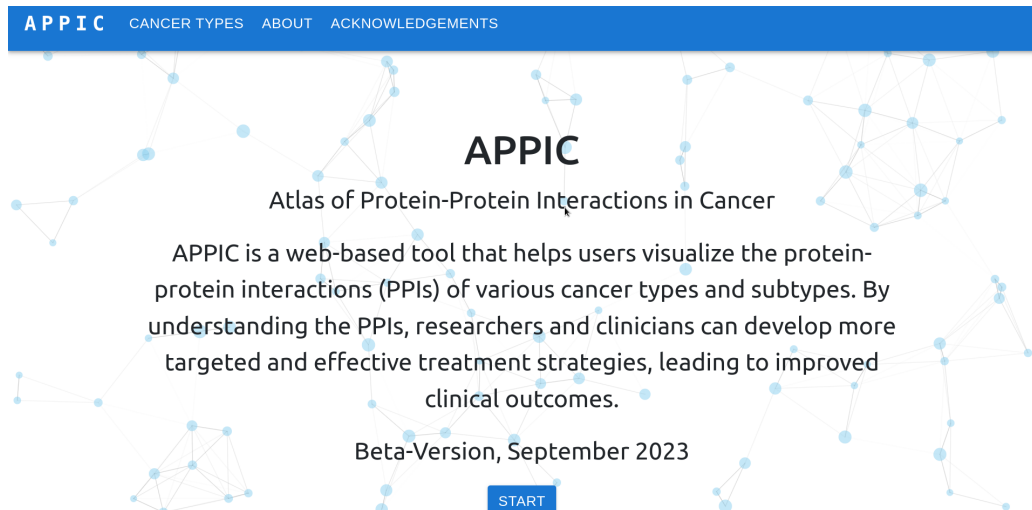 APPIC CANCER TYPES ABOUT ACKNOWLEDGEMENTS
APPIC
Atlas of Protein-Protein Interactions in Cancer
APPIC is a web-based tool that helps users visualize the protein-
protein interactions (PPIs) of various cancer types and subtypes. By
understanding the PPIs, researchers and clinicians can develop more
targeted and effective treatment strategies, leading to improved
clinical outcomes.
Beta-Version, September 2023
START